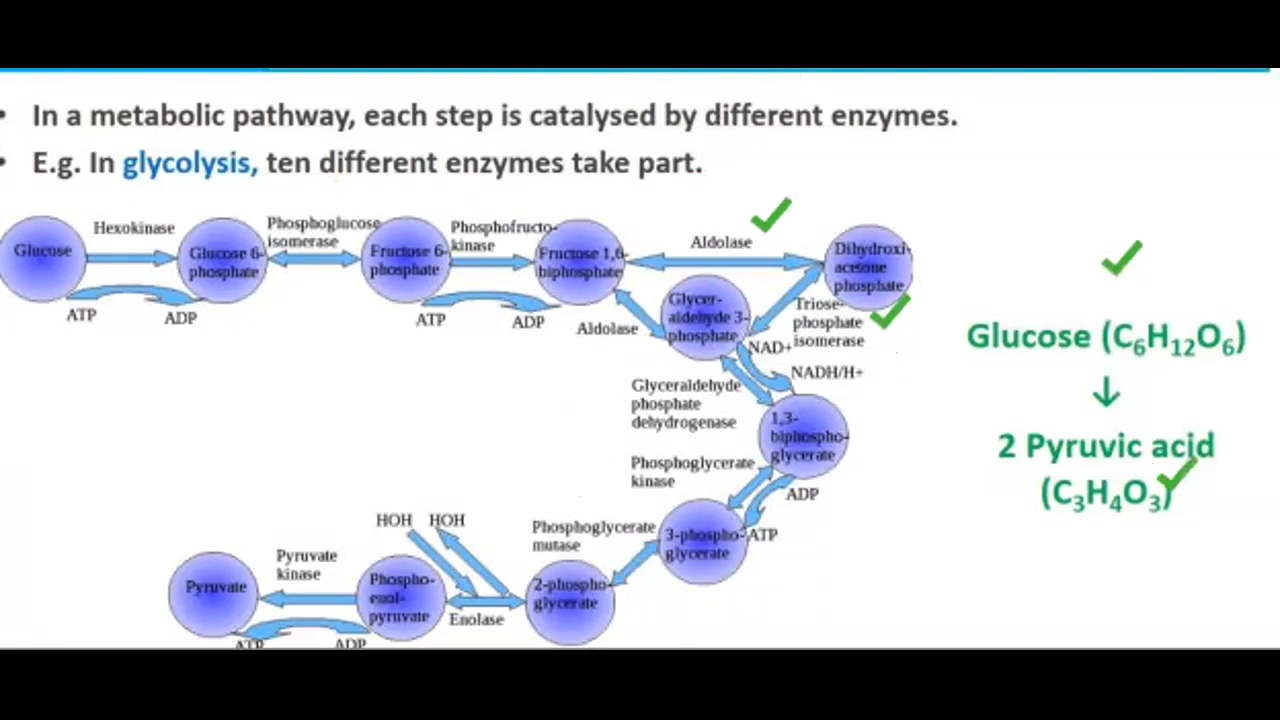 • In a metabolic pathway, each step is catalysed by different enzymes.
• E.g. In glycolysis, ten different enzymes take part.
Glucose
Hexokinase
ATP
ADP
Glucose 6-
phosphate
Phosphoglucose
isomerase
Fructose 6-
phosphate
Phosphofructo-
kinase
ATP
ADP
Fructose 1,6-
biphosphate
Aldolase
Dihydroxi-
acetone
phosphate
Aldolase
Glycer-
aldehyde 3-
phosphate
Triose-
phosphate
isomerase
NAD+
NADH/H+
Glyceraldehyde
phosphate
dehydrogenase
1,3-
biphospho-
glycerate
Phosphoglycerate
kinase
ADP
ATP
3-phospho-
glycerate
Phosphoglycerate
mutase
2-phospho-
glycerate
HOH HOH
Enolase
Phospho-
enol-
pyruvate
Pyruvate
kinase
ADP
ATP
Pyruvate
Glucose (C₆H₁₂O₆)
↓
2 Pyruvic acid
(C₃H₄O₃)